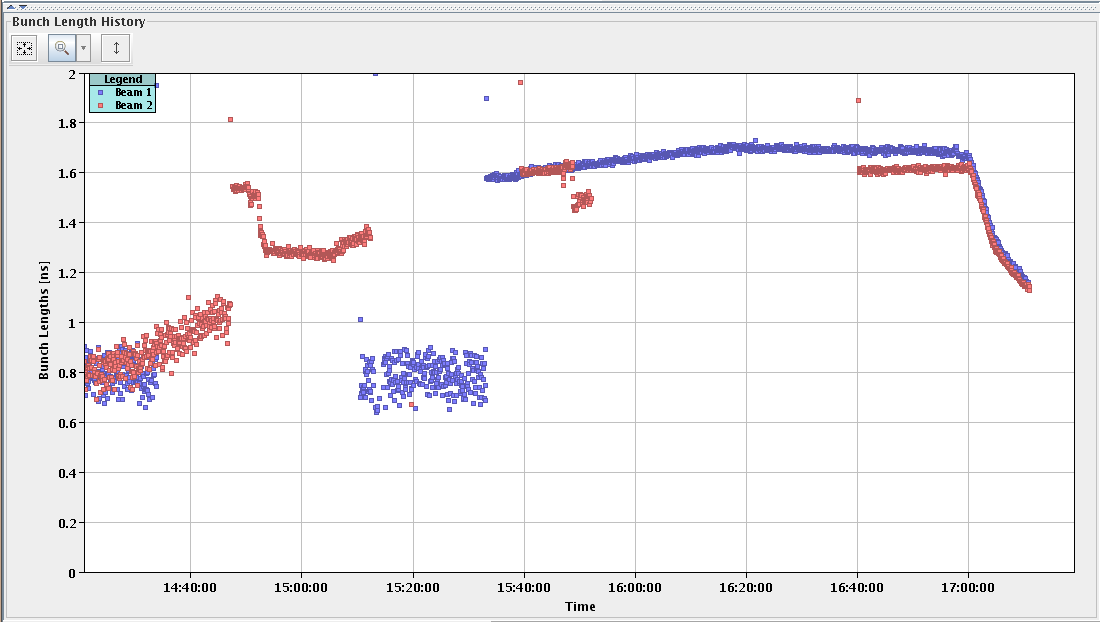 Bunch Length History
Legend
Beam 1
Beam 2
Bunch Lengths [ns]
2
1.8
1.6
1.4
1.2
1
0.8
0.6
0.4
0.2
0
14:40:00 15:00:00 15:20:00 15:40:00 16:00:00 16:20:00 16:40:00 17:00:00
Time